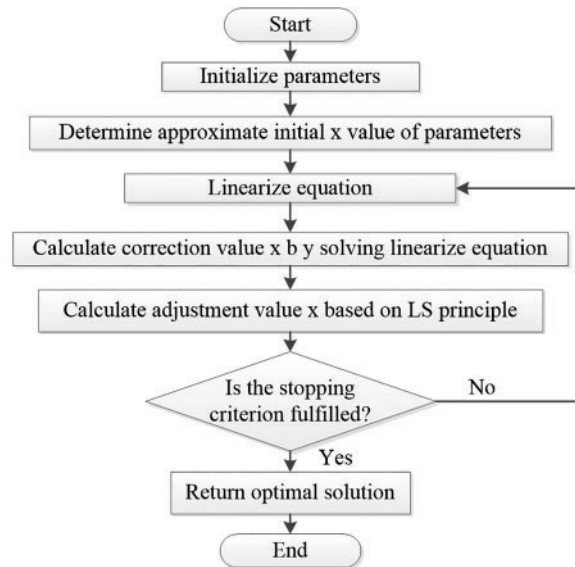 Start
Initialize parameters
Determine approximate initial x value of parameters
Linearize equation
Calculate correction value x b y solving linearize equation
Calculate adjustment value x based on LS principle
Is the stopping
criterion fulfilled?
No
Yes
Return optimal solution
End